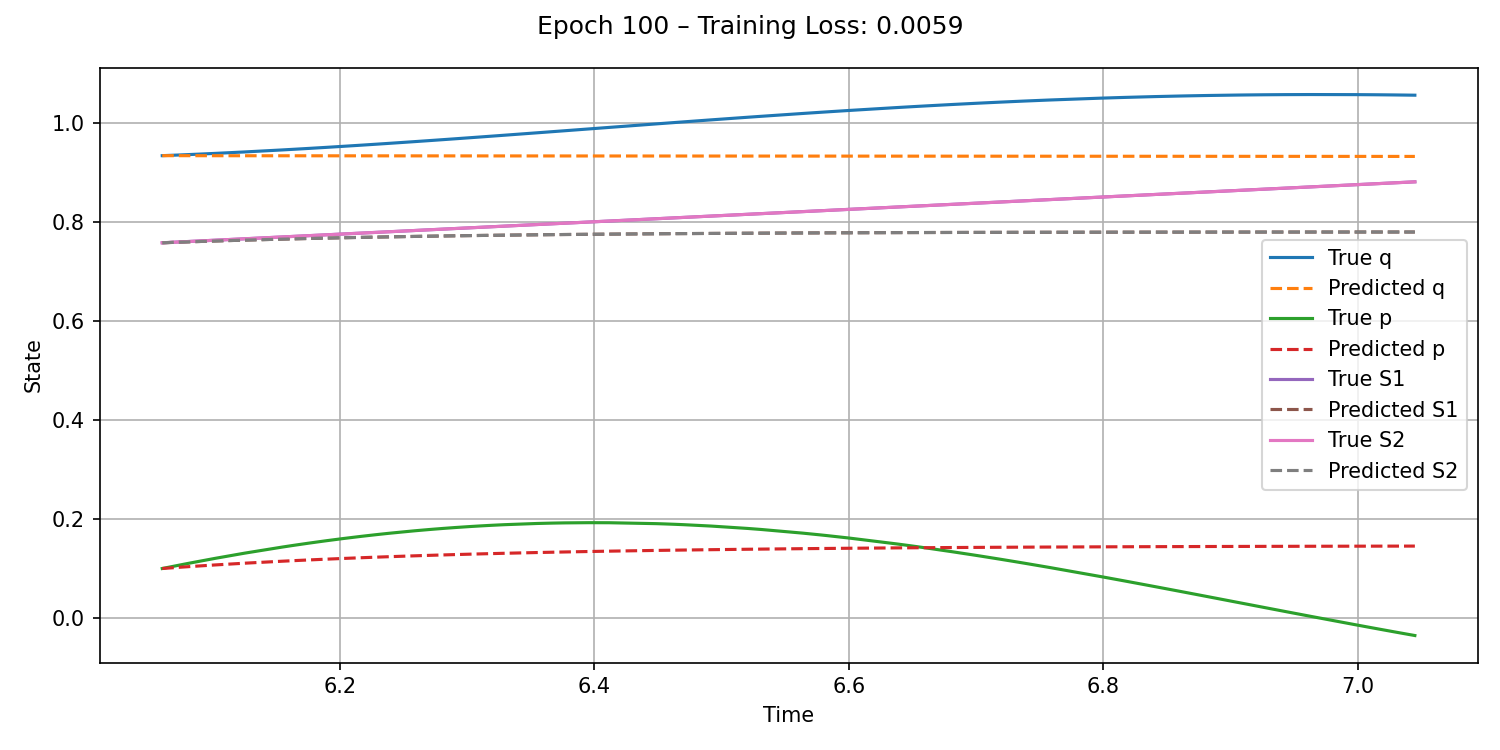 Epoch 100 – Training Loss: 0.0059
1.0
0.8
0.6
0.4
0.2
0.0
State
True q
Predicted q
True p
Predicted p
True S1
Predicted S1
True S2
Predicted S2
6.2
6.4
6.6
6.8
7.0
Time